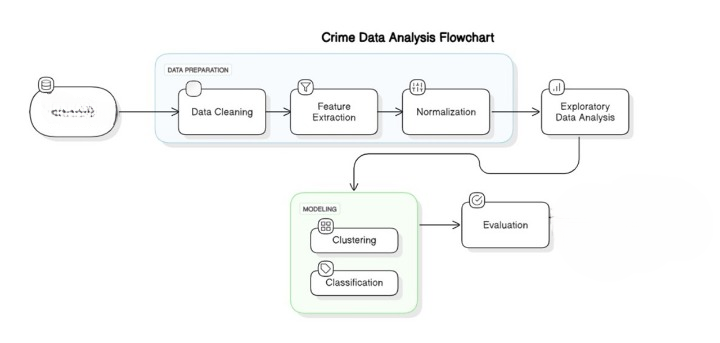 Crime Data Analysis Flowchart
DATA PREPARATION
Data Cleaning
Feature
Extraction
Normalization
Exploratory
Data Analysis
MODELING
Clustering
Classification
Evaluation